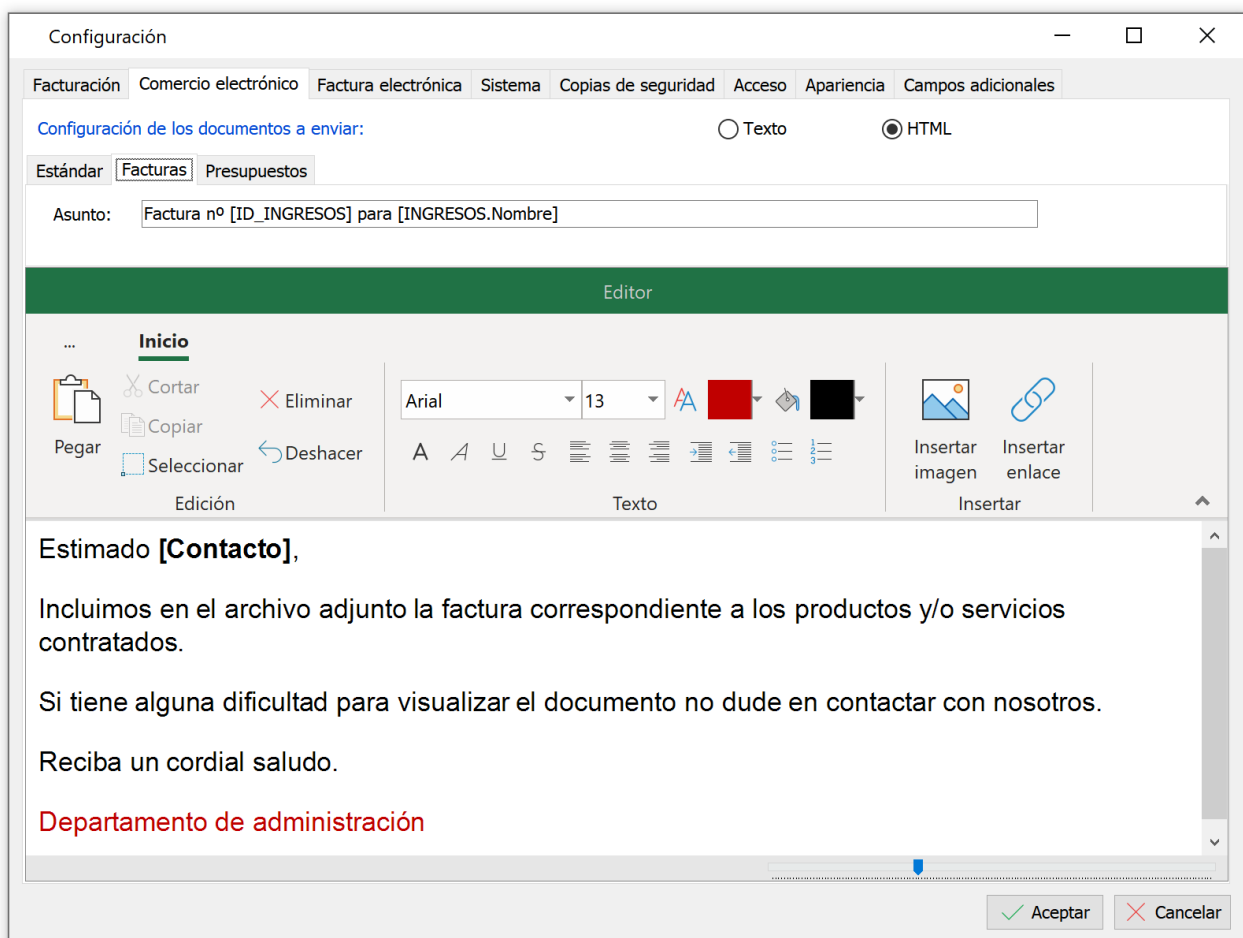 Configuración
Facturación Comercio electrónico Factura electrónica Sistema Copias de seguridad Acceso Apariencia Campos adicionales
Configuración de los documentos a enviar: Texto HTML
Estándar Facturas Presupuestos
Asunto: Factura nº [ID_INGRESOS] para [INGRESOS.Nombre]
Editor
... Inicio
Pegar
Cortar
Copiar
Seleccionar
Eliminar
Deshacer
Edición
Arial 13
A A U S
Texto
Insertar imagen
Insertar enlace
Insertar
Estimado [Contacto],
Incluimos en el archivo adjunto la factura correspondiente a los productos y/o servicios
contratados.
Si tiene alguna dificultad para visualizar el documento no dude en contactar con nosotros.
Reciba un cordial saludo.
Departamento de administración
Aceptar Cancelar